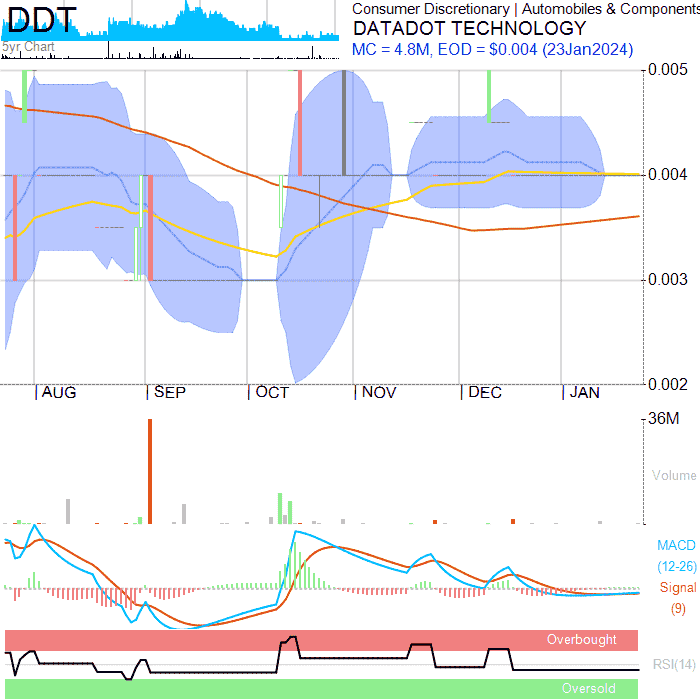 DDT
5yr Chart
Consumer Discretionary | Automobiles & Components
DATADOT TECHNOLOGY
MC = 4.8M, EOD = $0.004 (23Jan2024)
0.005
0.004
0.003
0.002
AUG SEP OCT NOV DEC JAN
36M
Volume
MACD
(12-26)
Signal
(9)
Overbought
RSI(14)
Oversold